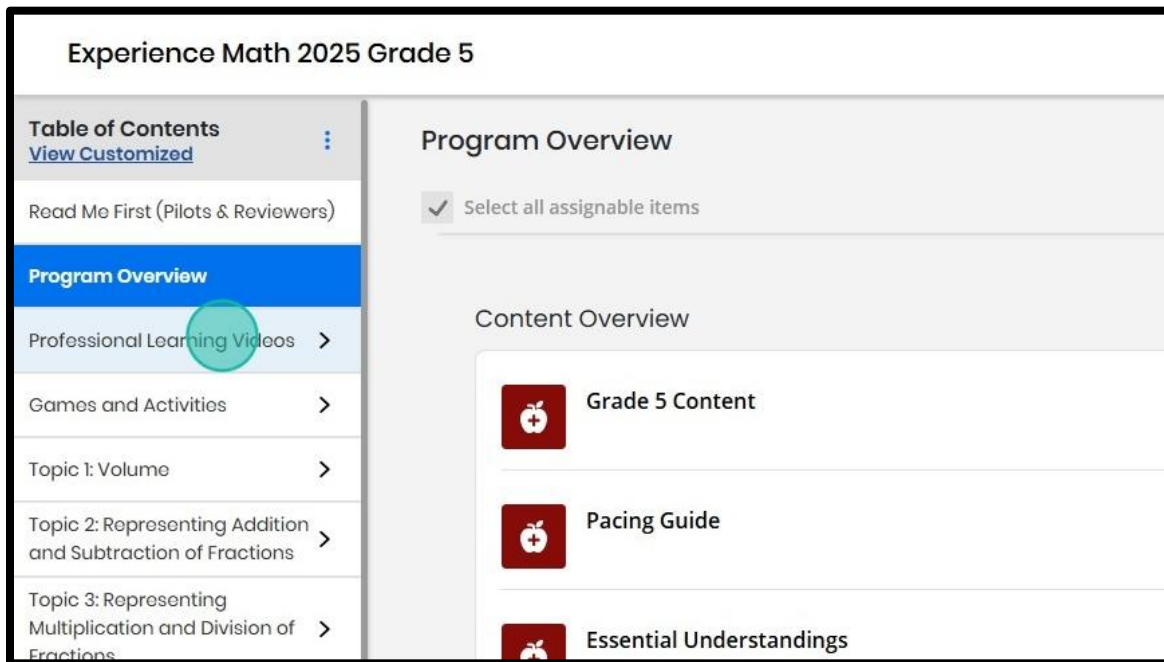 Experience Math 2025 Grade 5
Table of Contents
View Customized
Read Me First (Pilots & Reviewers)
Program Overview
Professional Learning Videos
Games and Activities
Topic 1: Volume
Topic 2: Representing Addition
and Subtraction of Fractions
Topic 3: Representing
Multiplication and Division of
Fractions
Program Overview
Select all assignable items
Content Overview
Grade 5 Content
Pacing Guide
Essential Understandings